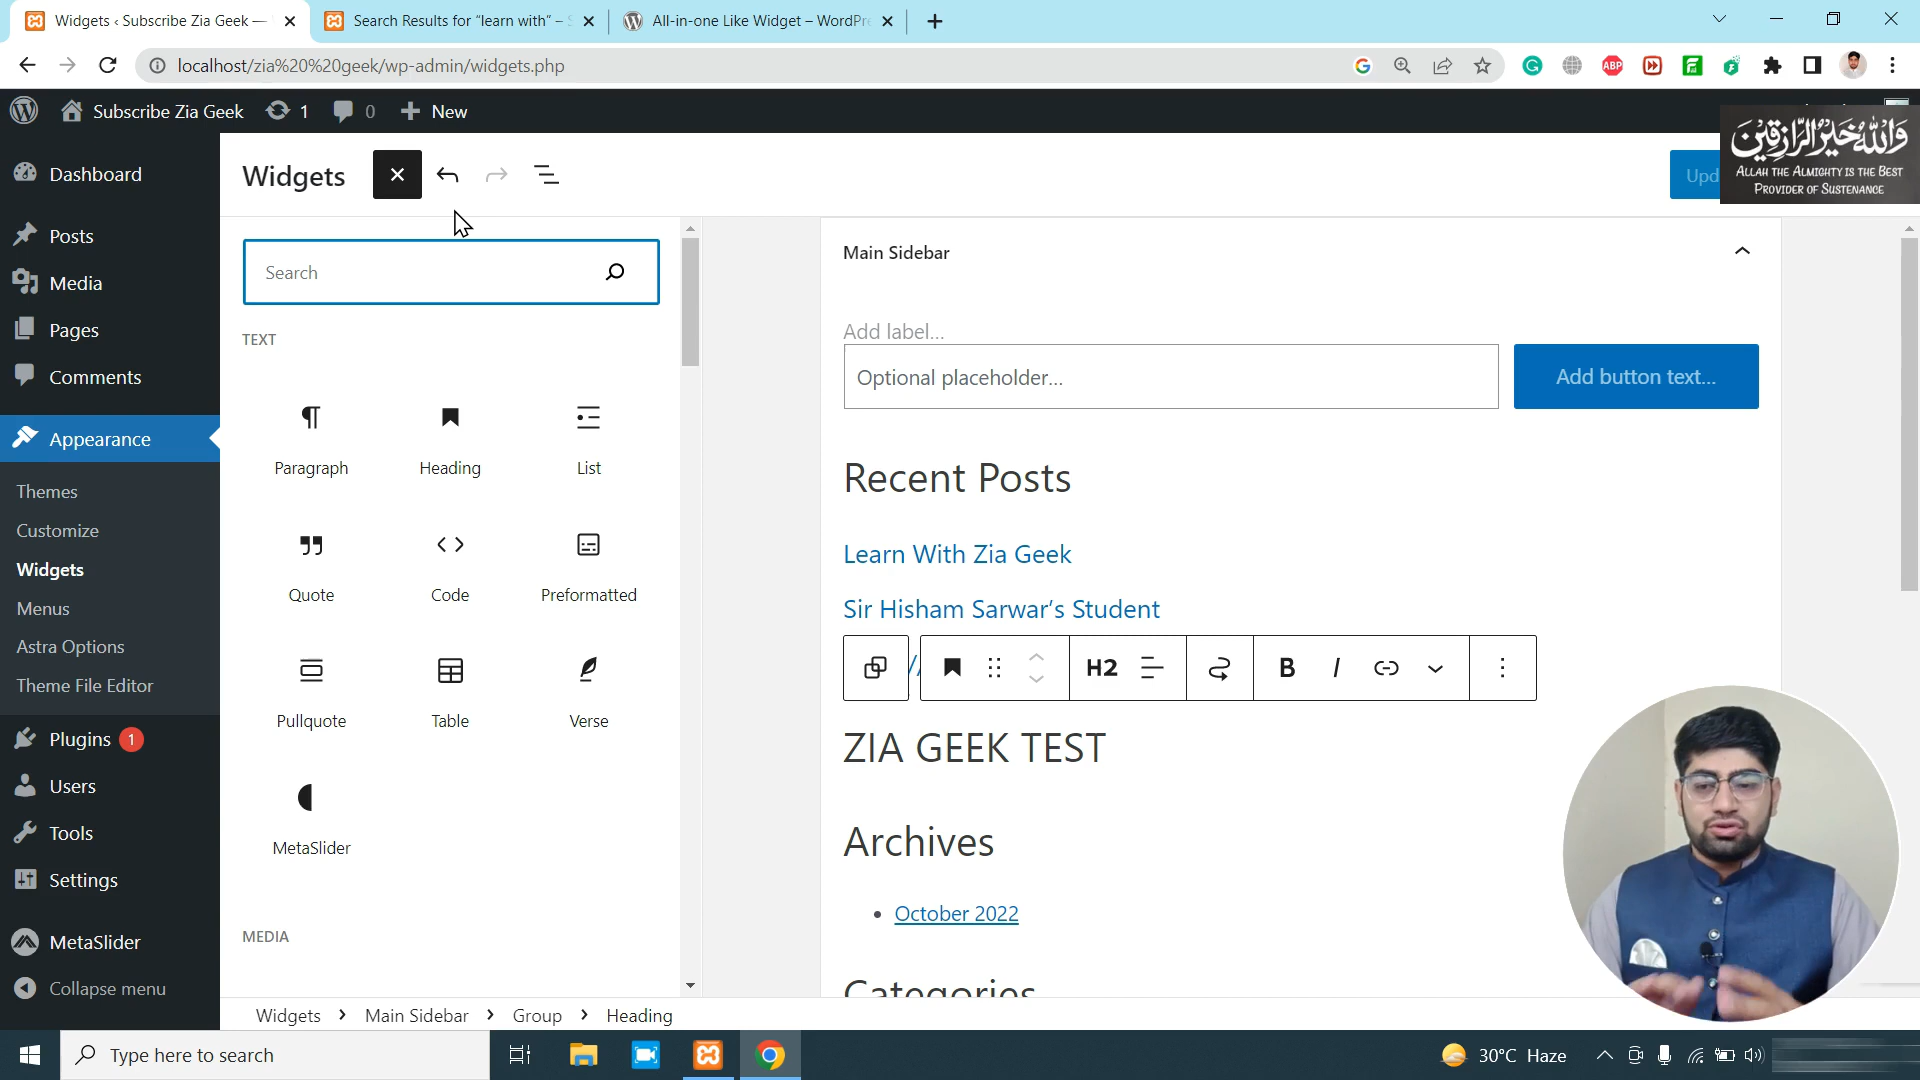 Widgets ‹ Subscribe Zia Geek —
Search Results for “learn with” –
All-in-one Like Widget – WordPr
localhost/zia%20%20geek/wp-admin/widgets.php
ABP
Subscribe Zia Geek
1
0
New
وَاللّٰهُ خَيْرُ الرَّازِقِيْنَ
ALLAH THE ALMIGHTY IS THE BEST
PROVIDER OF SUSTENANCE
Dashboard
Posts
Media
Pages
Comments
Appearance
Themes
Customize
Widgets
Menus
Astra Options
Theme File Editor
Plugins 1
Users
Tools
Settings
MetaSlider
Collapse menu
Widgets
Upd
Search
TEXT
Paragraph
Heading
List
Quote
Code
Preformatted
Pullquote
Table
Verse
MetaSlider
MEDIA
Main Sidebar
Add label...
Optional placeholder...
Add button text...
Recent Posts
Learn With Zia Geek
Sir Hisham Sarwar’s Student
H2
B
I
ZIA GEEK TEST
Archives
October 2022
Categories
Widgets > Main Sidebar > Group > Heading
Type here to search
30°C Haze